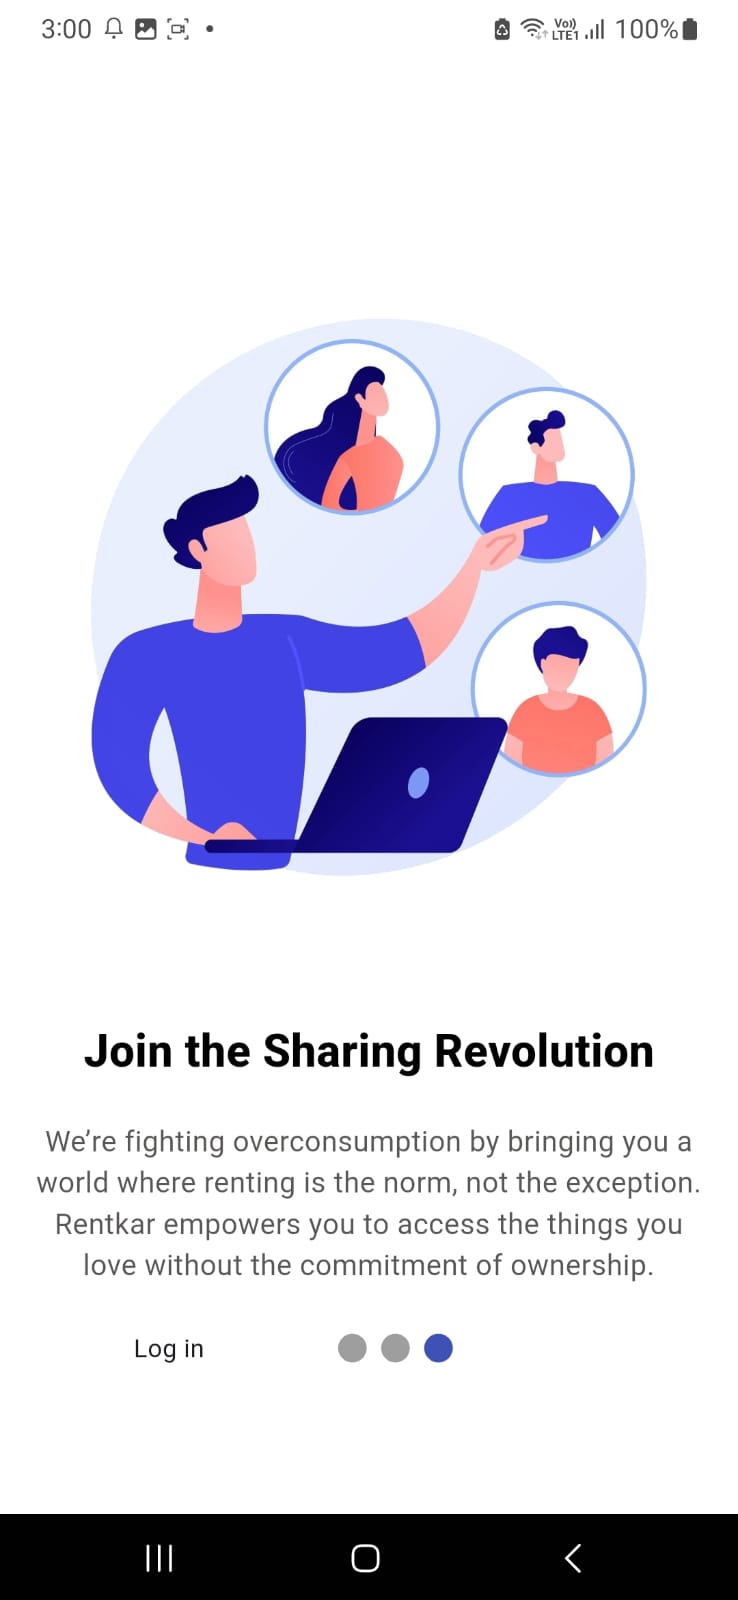 3:00 Vo)) LTE1 100%
Join the Sharing Revolution
We’re fighting overconsumption by bringing you a
world where renting is the norm, not the exception.
Rentkar empowers you to access the things you
love without the commitment of ownership.
Log in